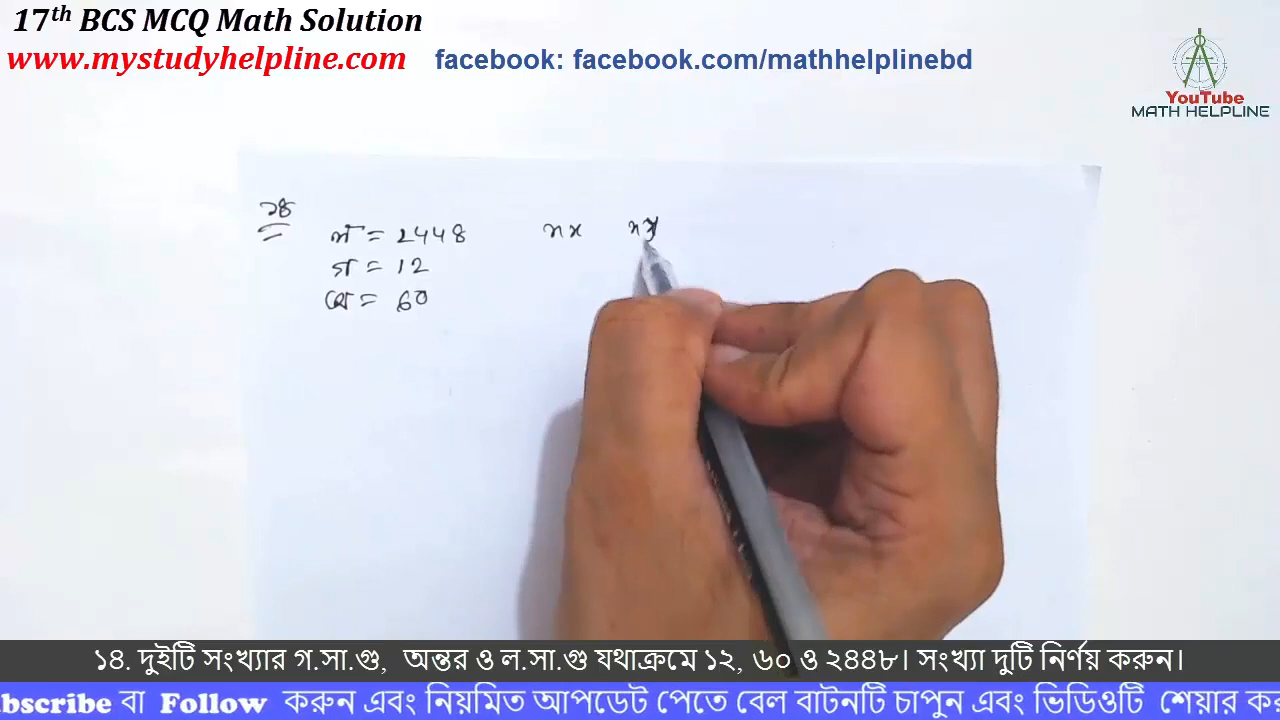 17th BCS MCQ Math Solution
www.mystudyhelpline.com facebook: facebook.com/mathhelplinebd
YouTube
MATH HELPLINE
১৪
ল = 2448 nx ny
গ = 12
অ = 60
১৪. দুইটি সংখ্যার গ.সা.গু, অন্তর ও ল.সা.গু যথাক্রমে ১২, ৬০ ও ২৪৪৮। সংখ্যা দুটি নির্ণয় করুন।
ubscribe বা Follow করুন এবং নিয়মিত আপডেট পেতে বেল বাটনটি চাপুন এবং ভিডিওটি শেয়ার কর